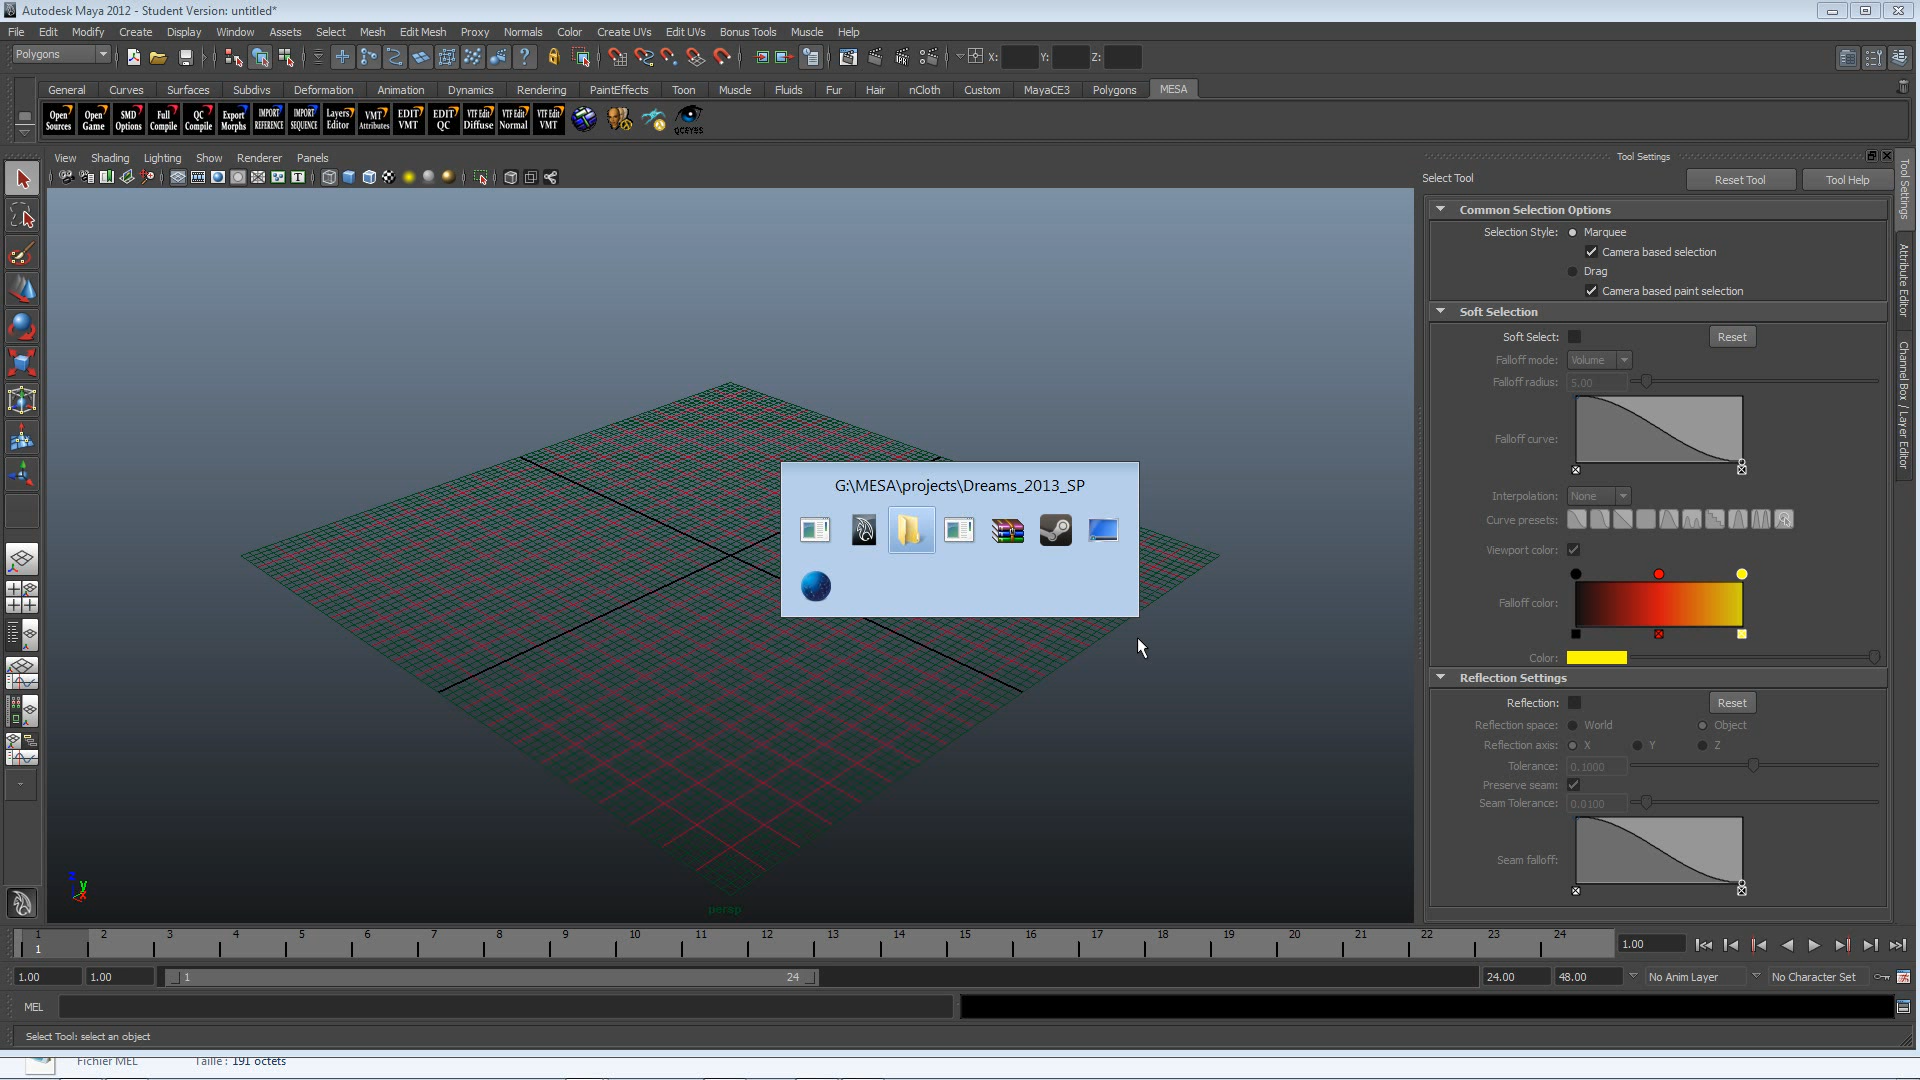 Autodesk Maya 2012 - Student Version: untitled*
File Edit Modify Create Display Window Assets Select Mesh Edit Mesh Proxy Normals Color Create UVs Edit UVs Bonus Tools Muscle Help
Polygons X: Y: Z:
General Curves Surfaces Subdivs Deformation Animation Dynamics Rendering PaintEffects Toon Muscle Fluids Fur Hair nCloth Custom MayaCE3 Polygons MESA
Open Sources
Open Game
SMD Options
Full Compile
QC Compile
Export Morphs
IMPORT REFERENCE
IMPORT SEQUENCE
Layers Editor
VMT Attributes
EDIT VMT
EDIT QC
VTF Edit Diffuse
VTF Edit Normal
VTF Edit VMT
QCEYES
View Shading Lighting Show Renderer Panels
G:\MESA\projects\Dreams_2013_SP
persp
z y x
Tool Settings
Select Tool Reset Tool Tool Help
Common Selection Options
Selection Style: Marquee
Camera based selection
Drag
Camera based paint selection
Soft Selection
Soft Select: Reset
Falloff mode: Volume
Falloff radius: 5.00
Falloff curve:
Interpolation: None
Curve presets:
Viewport color:
Falloff color:
Color:
Reflection Settings
Reflection: Reset
Reflection space: World Object
Reflection axis: X Y Z
Tolerance: 0.1000
Preserve seam:
Seam Tolerance: 0.0100
Seam falloff:
Tool Settings
Attribute Editor
Channel Box / Layer Editor
1 2 3 4 5 6 7 8 9 10 11 12 13 14 15 16 17 18 19 20 21 22 23 24
1 1.00
1.00 1.00 1 24 24.00 48.00 No Anim Layer No Character Set
MEL
Select Tool: select an object
Fichier MEL Taille : 191 octets